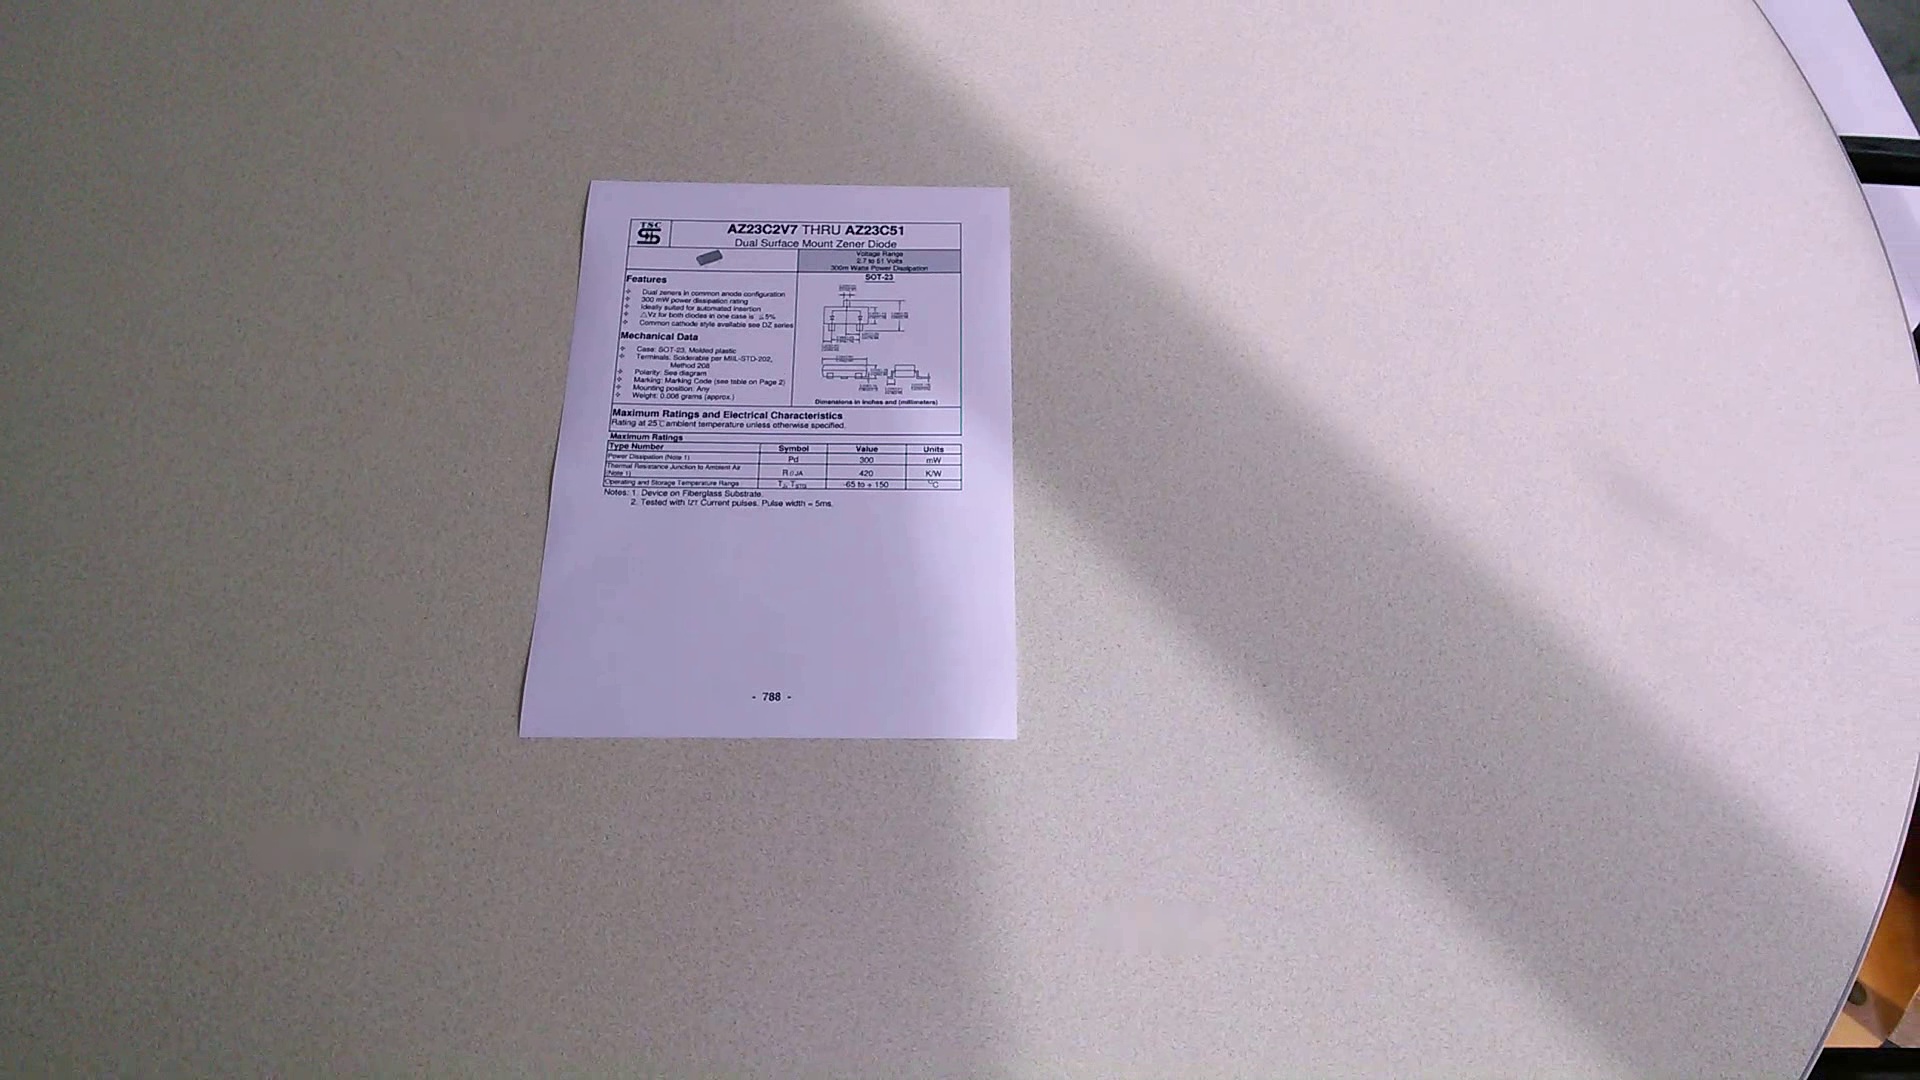 TSC
AZ23C2V7 THRU AZ23C51
Dual Surface Mount Zener Diode
Voltage Range
2.7 to 51 Volts
300m Watts Power Dissipation
SOT-23
Features
Dual zeners in common anode configuration
300 mW power dissipation rating
Ideally suited for automated insertion
△Vz for both diodes in one case is ≦5%
Common cathode style available see DZ series
Mechanical Data
Case: SOT-23, Molded plastic
Terminals: Solderable per MIL-STD-202,
Method 208
Polarity: See diagram
Marking: Marking Code (see table on Page 2)
Mounting position: Any
Weight: 0.008 grams (approx.)
Dimensions in inches and (millimeters)
Maximum Ratings and Electrical Characteristics
Rating at 25℃ ambient temperature unless otherwise specified.
Maximum Ratings
Type Number Symbol Value Units
Power Dissipation (Note 1) Pd 300 mW
Thermal Resistance Junction to Ambient Air
(Note 1) RθJA 420 K/W
Operating and Storage Temperature Range TJ, TSTG -65 to + 150 °C
Notes: 1. Device on Fiberglass Substrate.
2. Tested with IZT Current pulses. Pulse width = 5ms.
- 788 -